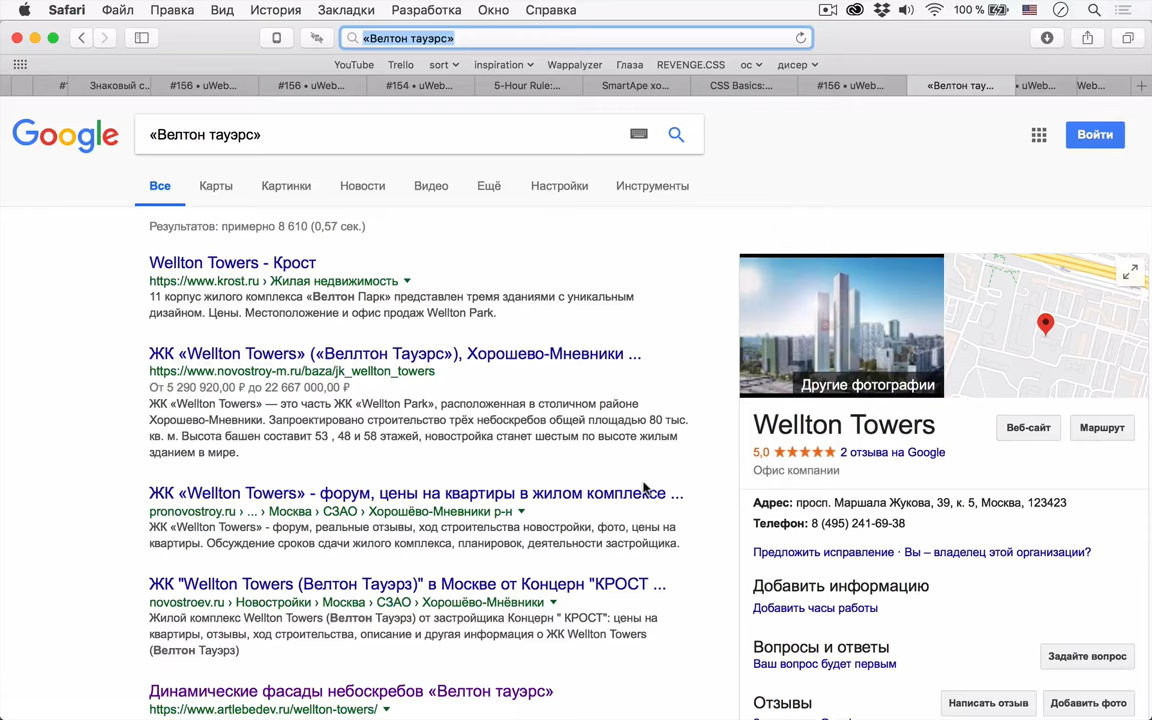 Safari Файл Правка Вид История Закладки Разработка Окно Справка 100 %
«Велтон тауэрс»
YouTube Trello sort inspiration Wappalyzer Глаза REVENGE.CSS ос дисер
Знаковый с... #156 • uWeb... #156 • uWeb... #154 • uWeb... 5-Hour Rule:... SmartApe хо... CSS Basics:... #156 • uWeb... «Велтон тау... • uWeb... Web...
Google
«Велтон тауэрс»
Войти
Все Карты Картинки Новости Видео Ещё Настройки Инструменты
Результатов: примерно 8 610 (0,57 сек.)
Wellton Towers - Крост
https://www.krost.ru › Жилая недвижимость
11 корпус жилого комплекса «Велтон Парк» представлен тремя зданиями с уникальным
дизайном. Цены. Местоположение и офис продаж Wellton Park.
ЖК «Wellton Towers» («Веллтон Тауэрс»), Хорошево-Мневники ...
https://www.novostroy-m.ru/baza/jk_wellton_towers
От 5 290 920,00 ₽ до 22 667 000,00 ₽
ЖК «Wellton Towers» — это часть ЖК «Wellton Park», расположенная в столичном районе
Хорошево-Мневники. Запроектировано строительство трёх небоскребов общей площадью 80 тыс.
кв. м. Высота башен составит 53 , 48 и 58 этажей, новостройка станет шестым по высоте жилым
зданием в мире.
ЖК «Wellton Towers» - форум, цены на квартиры в жилом комплексе ...
pronovostroy.ru › ... › Москва › СЗАО › Хорошёво-Мневники р-н
ЖК «Wellton Towers» - форум, реальные отзывы, ход строительства новостройки, фото, цены на
квартиры. Обсуждение сроков сдачи жилого комплекса, планировок, деятельности застройщика.
ЖК "Wellton Towers (Велтон Тауэрз)" в Москве от Концерн "КРОСТ ...
novostroev.ru › Новостройки › Москва › СЗАО › Хорошёво-Мнёвники
Жилой комплекс Wellton Towers (Велтон Тауэрз) от застройщика Концерн " КРОСТ": цены на
квартиры, отзывы, ход строительства, описание и другая информация о ЖК Wellton Towers
(Велтон Тауэрз)
Динамические фасады небоскребов «Велтон тауэрс»
https://www.artlebedev.ru/wellton-towers/
Другие фотографии
Wellton Towers
Веб-сайт Маршрут
5,0 2 отзыва на Google
Офис компании
Адрес: просп. Маршала Жукова, 39, к. 5, Москва, 123423
Телефон: 8 (495) 241-69-38
Предложить исправление · Вы – владелец этой организации?
Добавить информацию
Добавить часы работы
Вопросы и ответы
Ваш вопрос будет первым
Задайте вопрос
Отзывы
Написать отзыв Добавить фото